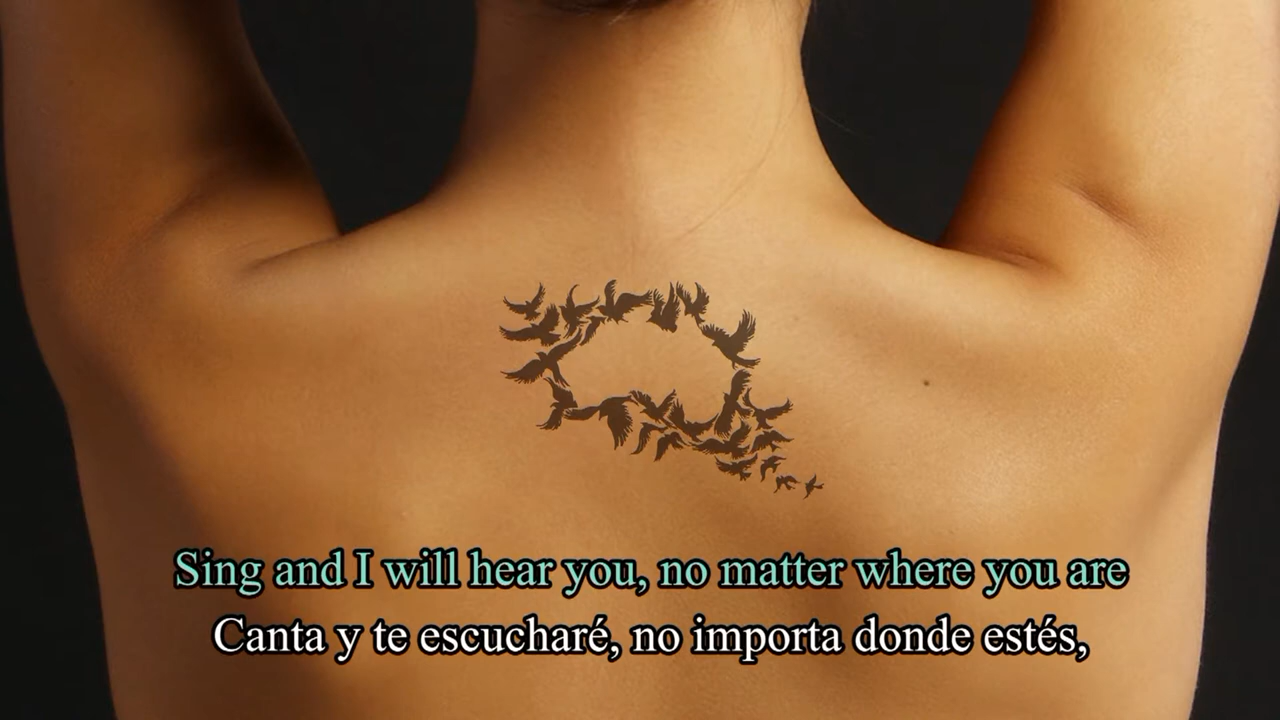 Sing and I will hear you, no matter where you are
Canta y te escucharé, no importa donde estés,